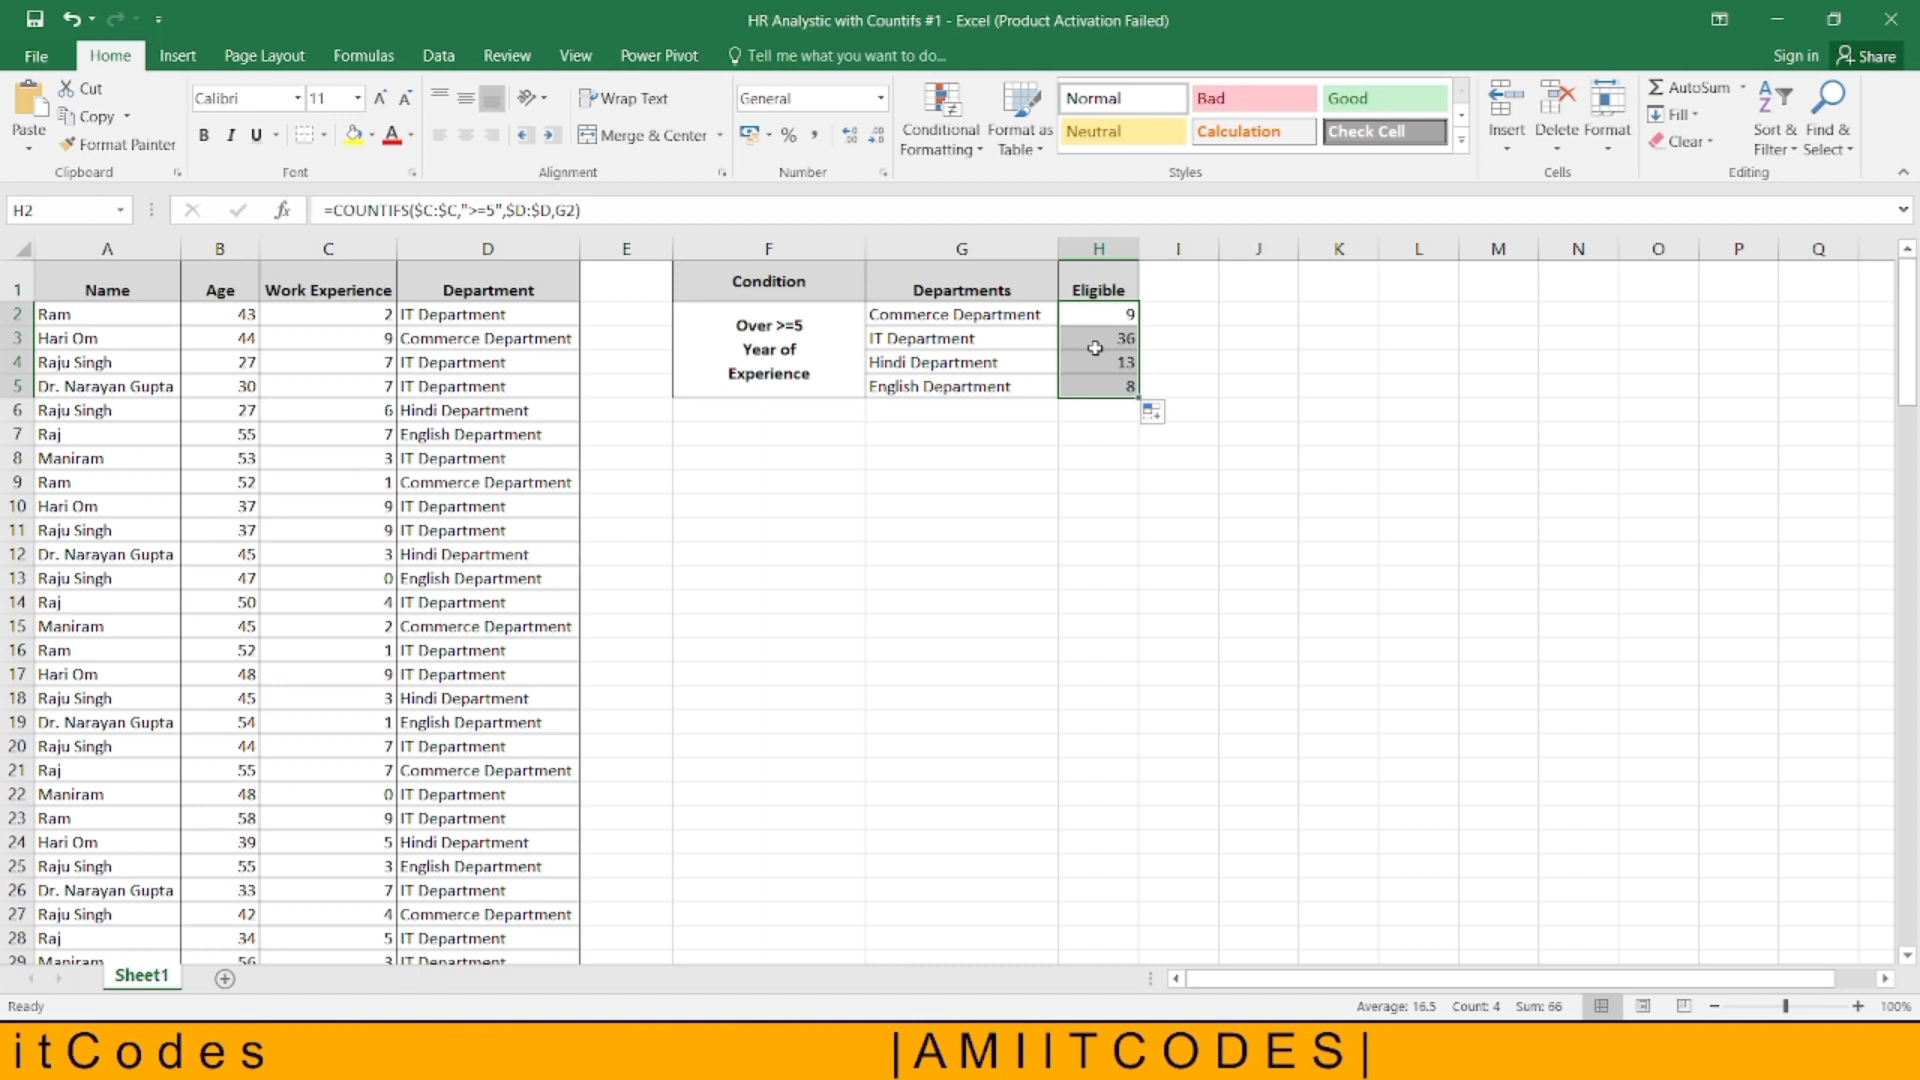 HR Analystic with Countifs #1 - Excel (Product Activation Failed)
File Home Insert Page Layout Formulas Data Review View Power Pivot Tell me what you want to do... Sign in Share
Paste Cut Copy Format Painter Clipboard
Calibri 11 A A B I U A Font
Wrap Text Merge & Center Alignment
General % , Number
Conditional Formatting Format as Table
Normal Bad Good
Neutral Calculation Check Cell
Styles
Insert Delete Format Cells
AutoSum Fill Clear Sort & Filter Find & Select Editing
H2 fx =COUNTIFS($C:$C,">=5",$D:$D,G2)
A B C D E F G H I J K L M N O P Q
1 Name Age Work Experience Department Condition Departments Eligible
2 Ram 43 2 IT Department Commerce Department 9
Over >=5
3 Hari Om 44 9 Commerce Department IT Department 36
Year of
4 Raju Singh 27 7 IT Department Hindi Department 13
Experience
5 Dr. Narayan Gupta 30 7 IT Department English Department 8
6 Raju Singh 27 6 Hindi Department
7 Raj 55 7 English Department
8 Maniram 53 3 IT Department
9 Ram 52 1 Commerce Department
10 Hari Om 37 9 IT Department
11 Raju Singh 37 9 IT Department
12 Dr. Narayan Gupta 45 3 Hindi Department
13 Raju Singh 47 0 English Department
14 Raj 50 4 IT Department
15 Maniram 45 2 Commerce Department
16 Ram 52 1 IT Department
17 Hari Om 48 9 IT Department
18 Raju Singh 45 3 Hindi Department
19 Dr. Narayan Gupta 54 1 English Department
20 Raju Singh 44 7 IT Department
21 Raj 55 7 Commerce Department
22 Maniram 48 0 IT Department
23 Ram 58 9 IT Department
24 Hari Om 39 5 Hindi Department
25 Raju Singh 55 3 English Department
26 Dr. Narayan Gupta 33 7 IT Department
27 Raju Singh 42 4 Commerce Department
28 Raj 34 5 IT Department
29 Maniram 56 3 IT Department
Sheet1
Ready Average: 16.5 Count: 4 Sum: 66 100%
itCodes |AMIITCODES|